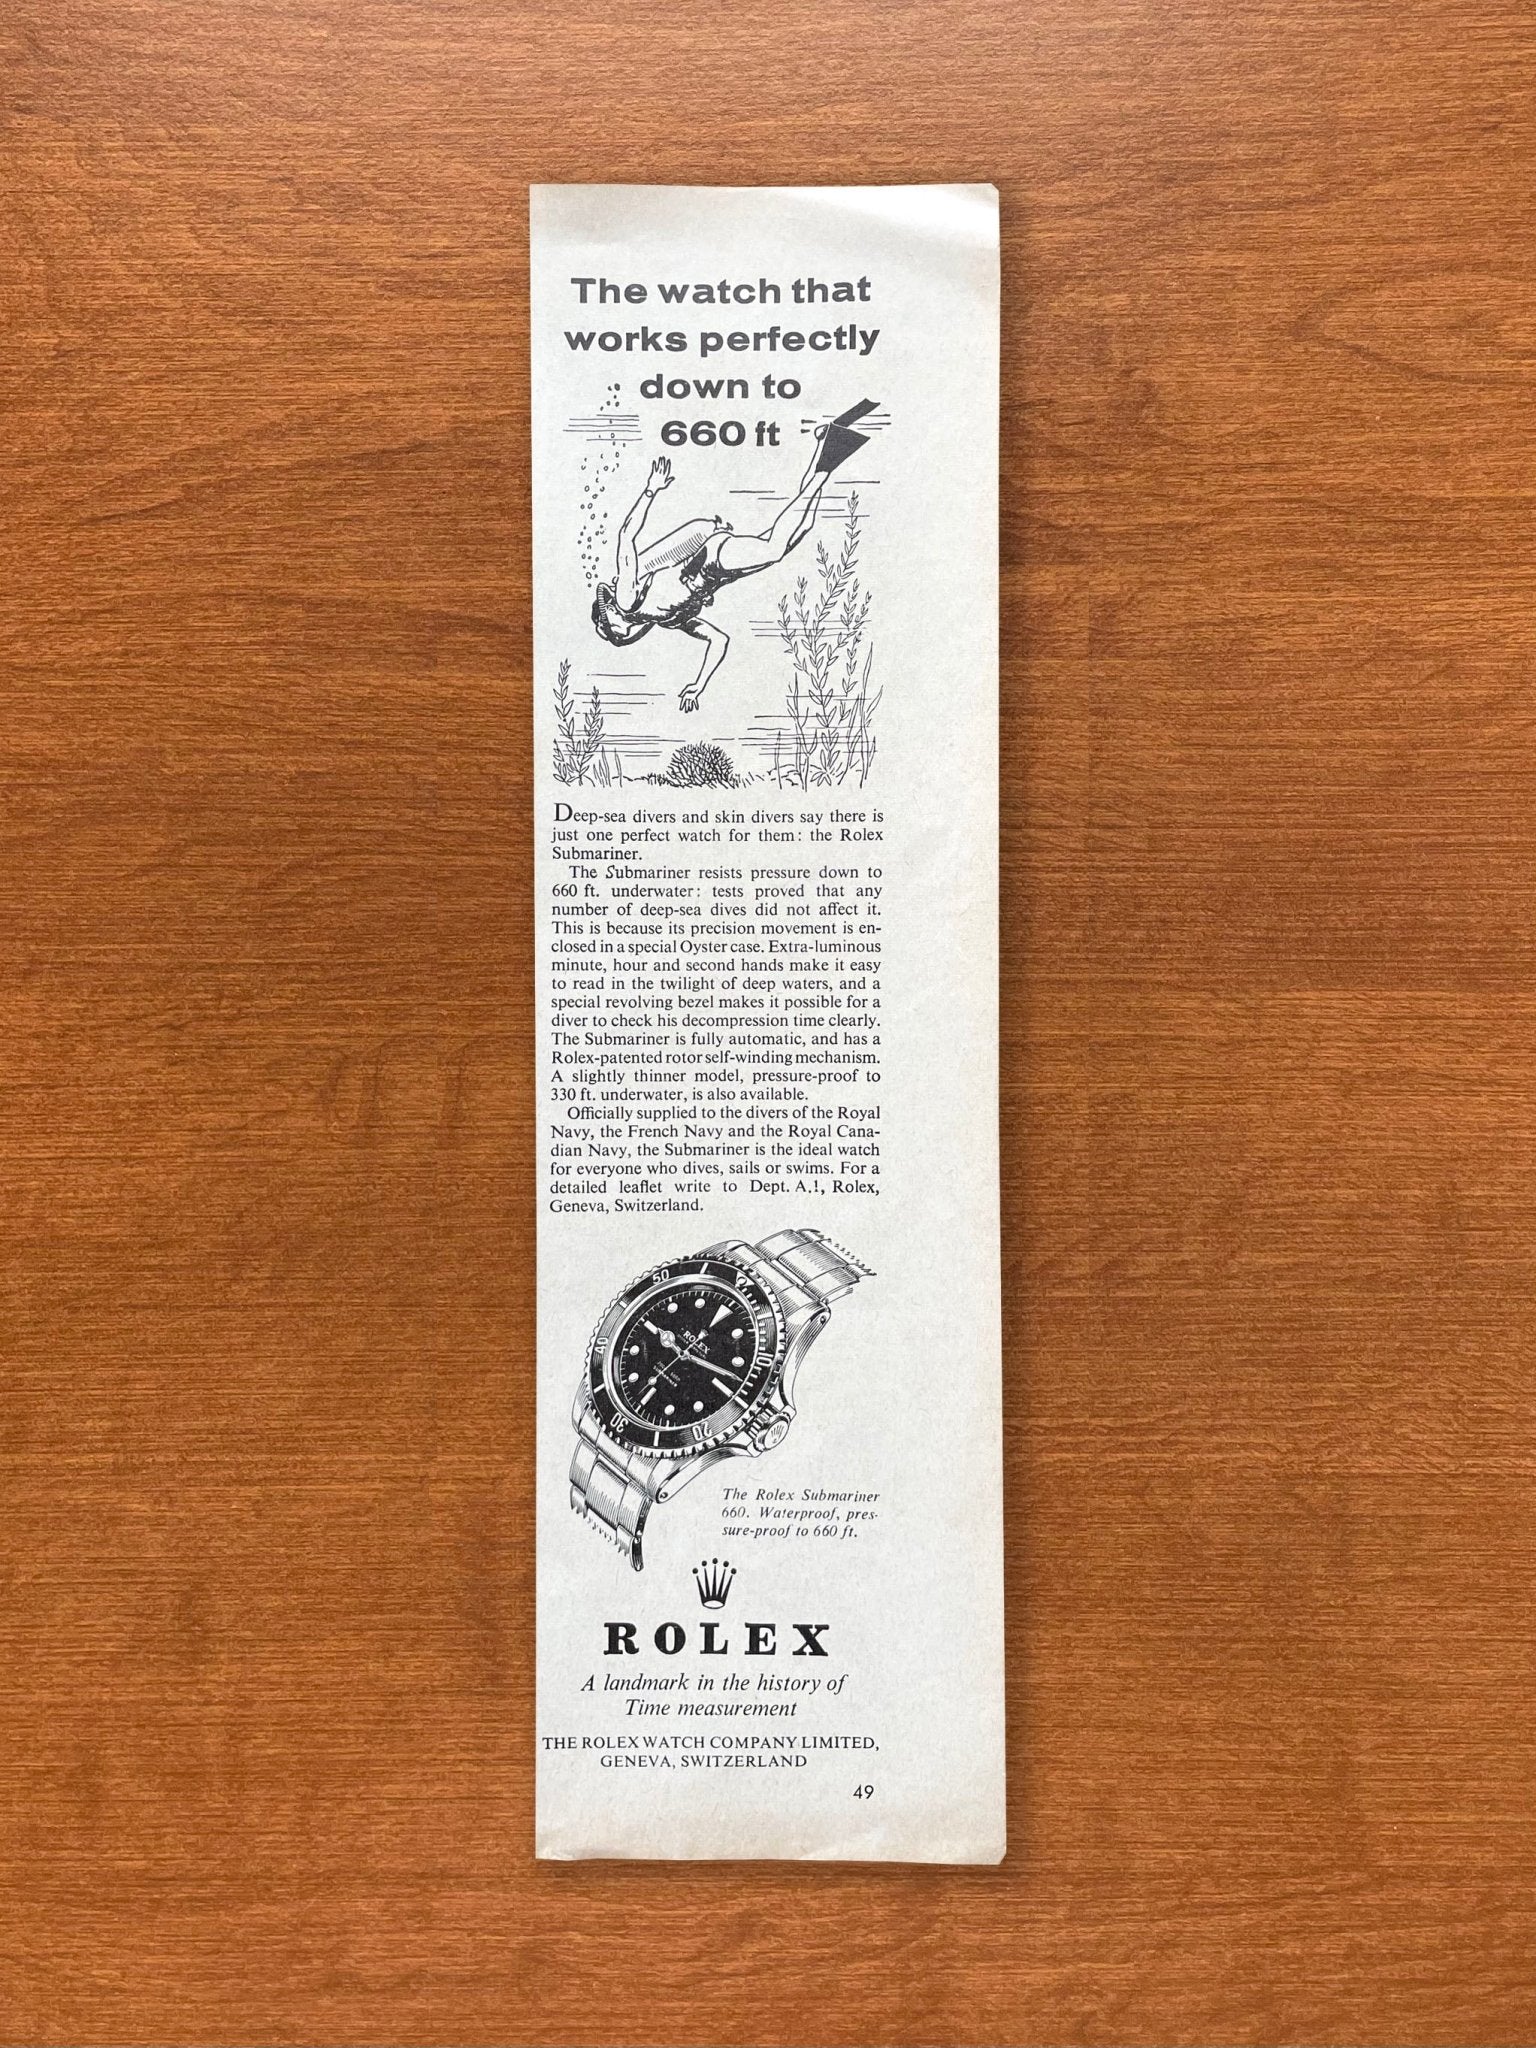 The watch that
works perfectly
down to
660 ft
Deep-sea divers and skin divers say there is
just one perfect watch for them: the Rolex
Submariner.
The Submariner resists pressure down to
660 ft. underwater: tests proved that any
number of deep-sea dives did not affect it.
This is because its precision movement is en-
closed in a special Oyster case. Extra-luminous
minute, hour and second hands make it easy
to read in the twilight of deep waters, and a
special revolving bezel makes it possible for a
diver to check his decompression time clearly.
The Submariner is fully automatic, and has a
Rolex-patented rotor self-winding mechanism.
A slightly thinner model, pressure-proof to
330 ft. underwater, is also available.
Officially supplied to the divers of the Royal
Navy, the French Navy and the Royal Cana-
dian Navy, the Submariner is the ideal watch
for everyone who dives, sails or swims. For a
detailed leaflet write to Dept. A.1, Rolex,
Geneva, Switzerland.
50
40
10
ROLEX
SUBMARINER
30
20
The Rolex Submariner
660. Waterproof, pres-
sure-proof to 660 ft.
ROLEX
A landmark in the history of
Time measurement
THE ROLEX WATCH COMPANY LIMITED,
GENEVA, SWITZERLAND
49